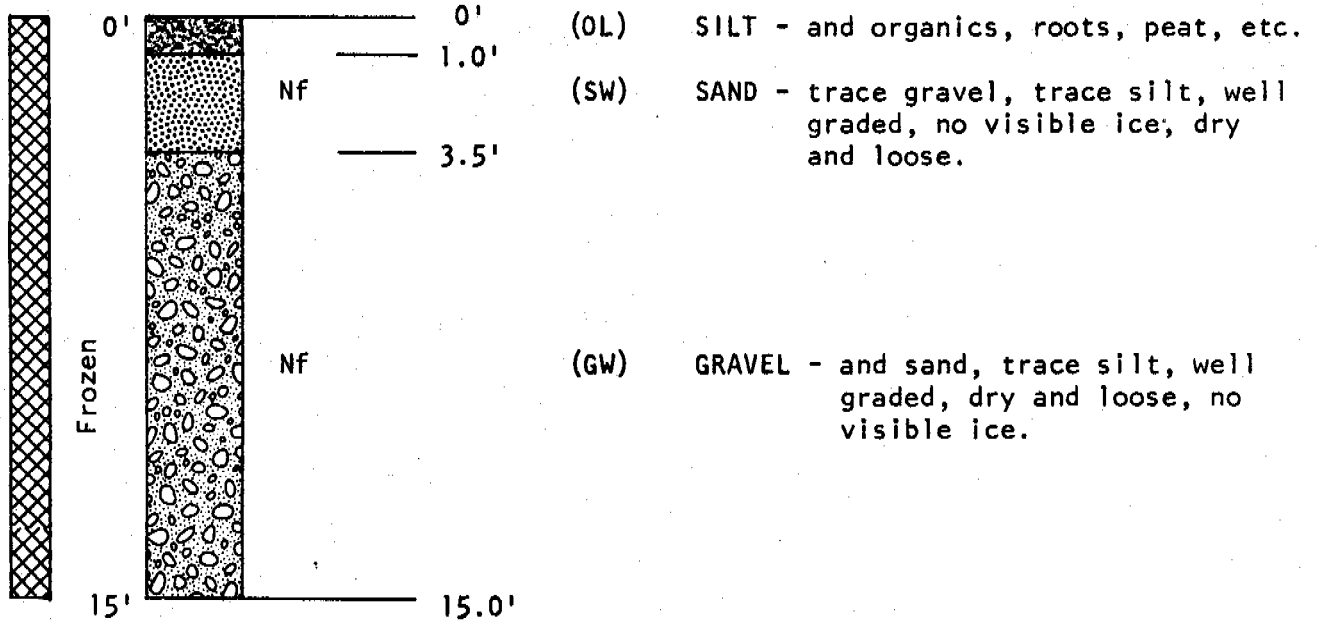 0' 0' (OL) SILT - and organics, roots, peat, etc.
1.0'
Nf (SW) SAND - trace gravel, trace silt, well
graded, no visible ice, dry
3.5' and loose.
Frozen
Nf (GW) GRAVEL - and sand, trace silt, well
graded, dry and loose, no
visible ice.
15' 15.0'